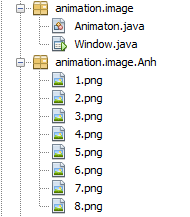 animation.image
Animaton.java
Window.java
animation.image.Anh
1.png
2.png
3.png
4.png
5.png
6.png
7.png
8.png